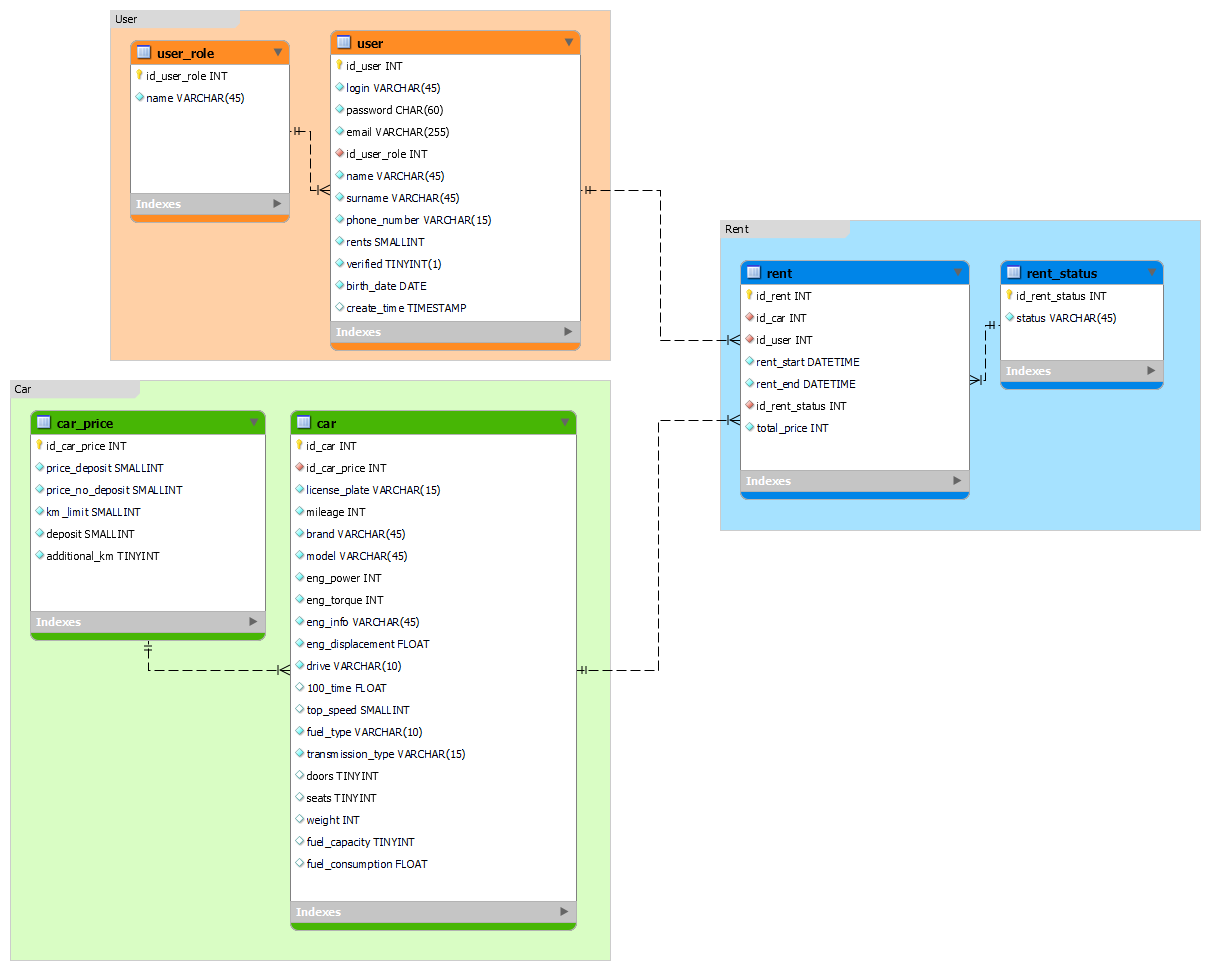 User
user_role
id_user_role INT
name VARCHAR(45)
Indexes
user
id_user INT
login VARCHAR(45)
password CHAR(60)
email VARCHAR(255)
id_user_role INT
name VARCHAR(45)
surname VARCHAR(45)
phone_number VARCHAR(15)
rents SMALLINT
verified TINYINT(1)
birth_date DATE
create_time TIMESTAMP
Indexes
Rent
rent
id_rent INT
id_car INT
id_user INT
rent_start DATETIME
rent_end DATETIME
id_rent_status INT
total_price INT
Indexes
rent_status
id_rent_status INT
status VARCHAR(45)
Indexes
Car
car_price
id_car_price INT
price_deposit SMALLINT
price_no_deposit SMALLINT
km_limit SMALLINT
deposit SMALLINT
additional_km TINYINT
Indexes
car
id_car INT
id_car_price INT
license_plate VARCHAR(15)
mileage INT
brand VARCHAR(45)
model VARCHAR(45)
eng_power INT
eng_torque INT
eng_info VARCHAR(45)
eng_displacement FLOAT
drive VARCHAR(10)
100_time FLOAT
top_speed SMALLINT
fuel_type VARCHAR(10)
transmission_type VARCHAR(15)
doors TINYINT
seats TINYINT
weight INT
fuel_capacity TINYINT
fuel_consumption FLOAT
Indexes